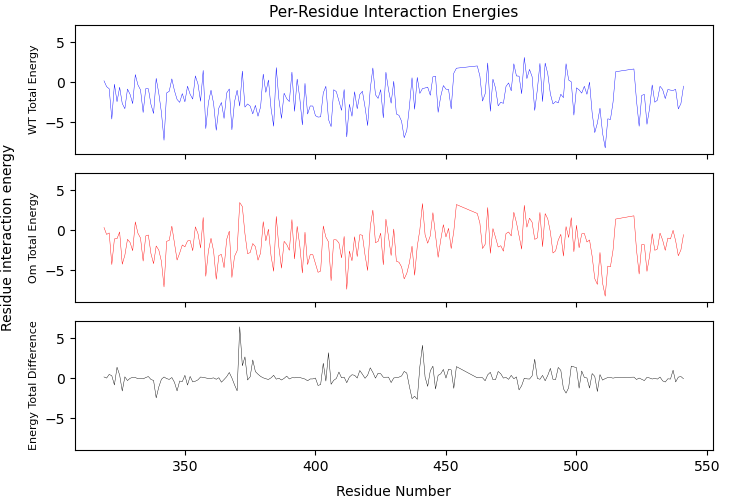 Per-Residue Interaction Energies
Residue interaction energy
WT Total Energy
5
0
−5
Om Total Energy
5
0
−5
Energy Total Difference
5
0
−5
350
400
450
500
550
Residue Number